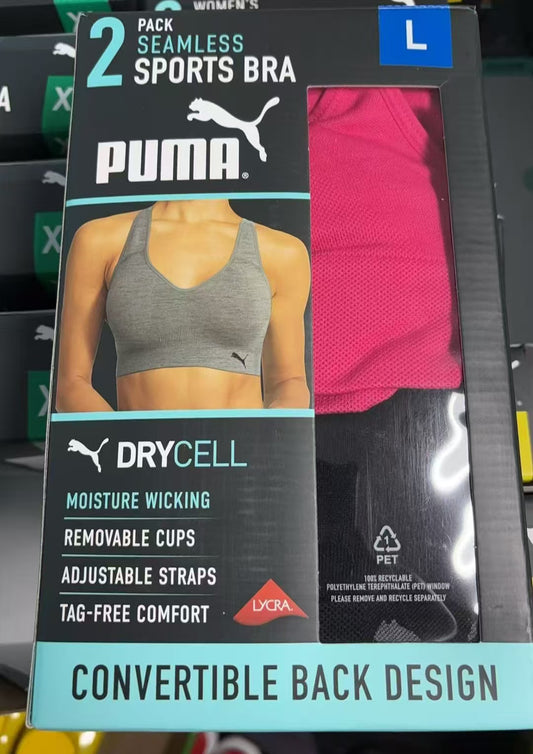 WOMEN'S
2
PACK
SEAMLESS
SPORTS BRA
L
PUMA®
DRYCELL
MOISTURE WICKING
REMOVABLE CUPS
ADJUSTABLE STRAPS
TAG-FREE COMFORT
LYCRA
1
PET
100% RECYCLABLE
POLYETHYLENE TEREPHTHALATE (PET) WINDOW
PLEASE REMOVE AND RECYCLE SEPARATELY
CONVERTIBLE BACK DESIGN